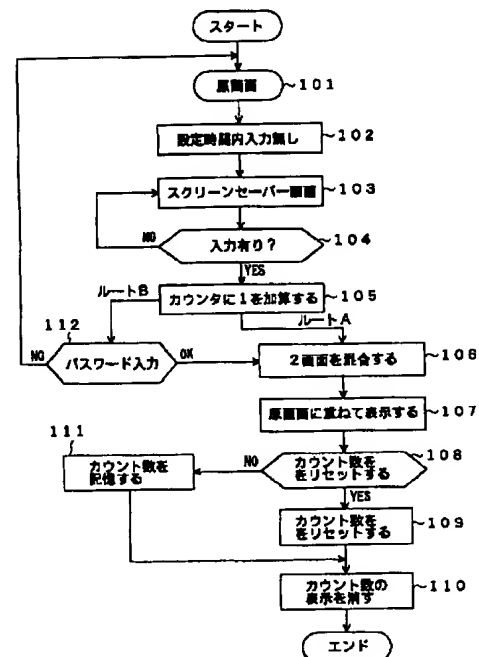 スタート
原画面 101
設定時間内入力無し 102
スクリーンセーバー画面 103
入力有り? 104
NO
YES
カウンタに1を加算する 105
ルートB
ルートA
112
NO パスワード入力 OK
2画面を混合する 106
原画面に重ねて表示する 107
111
カウント数を
記憶する
NO
カウント数を
をリセットする
108
YES
カウント数を
をリセットする
109
カウント数の
表示を消す
110
エンド